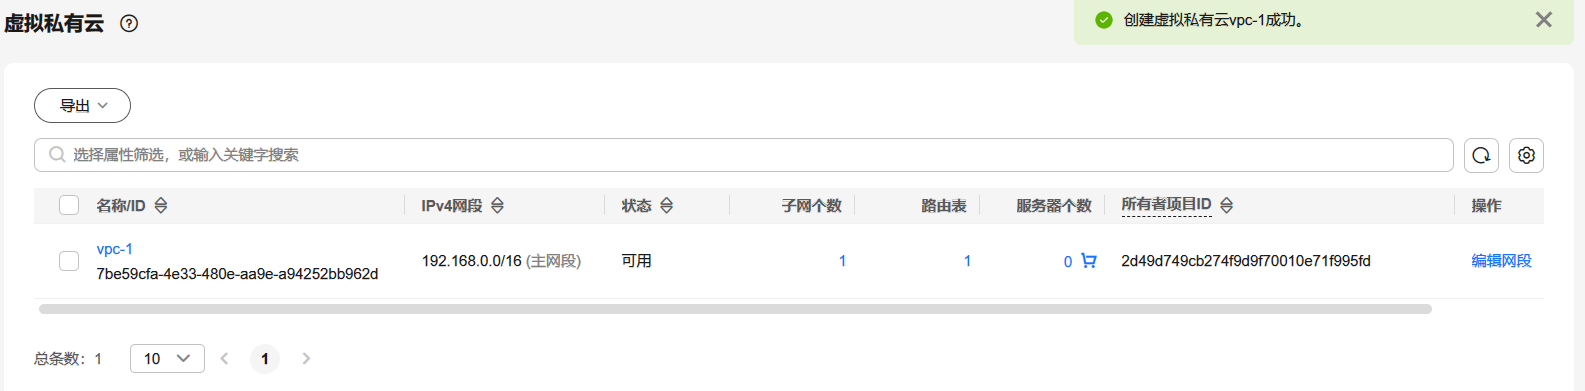 虚拟私有云
创建虚拟私有云vpc-1成功。
导出
选择属性筛选，或输入关键字搜索
名称/ID IPv4网段 状态 子网个数 路由表 服务器个数 所有者项目ID 操作
vpc-1
7be59cfa-4e33-480e-aa9e-a94252bb962d 192.168.0.0/16 (主网段) 可用 1 1 0 2d49d749cb274f9d9f70010e71f995fd 编辑网段
总条数：1 10 1